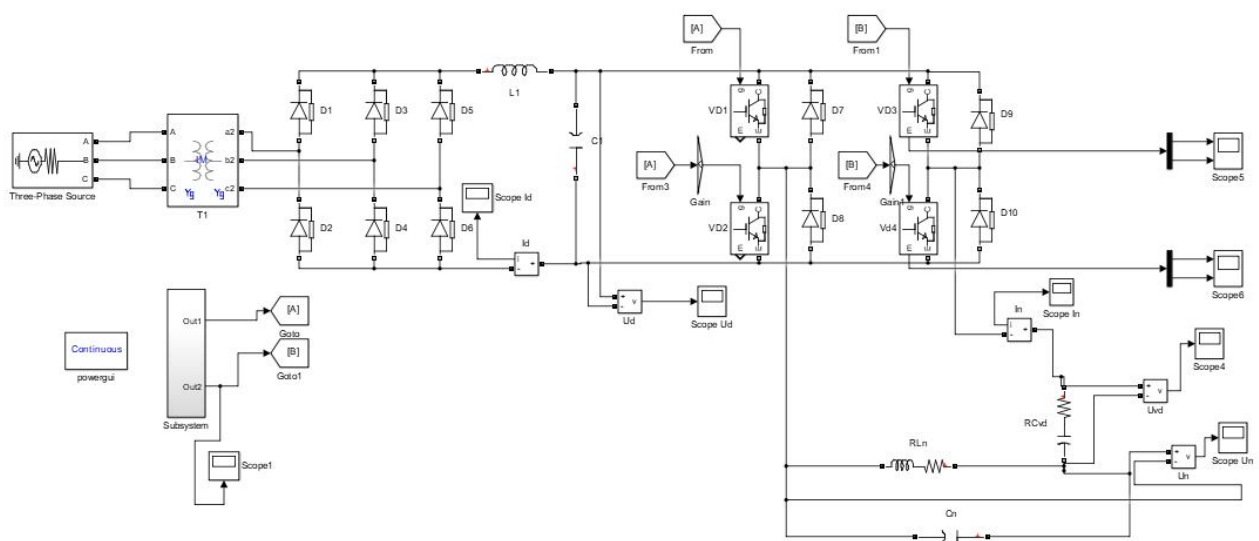 [A]
From
[B]
From1
L1
D1
D3
D5
VD1
g
C
E
D7
VD3
g
C
E
D9
A
B
C
Three-Phase Source
A
B
C
a2
b2
c2
Yg
Yg
T1
C1
[A]
From3
Gain
[B]
From4
Gain1
Scope5
Scope Id
D2
D4
D6
Id
i
+
-
VD2
g
C
E
D8
Vd4
g
C
E
D10
Scope6
+
-
v
Ud
Scope Ud
In
i
+
-
Scope In
Continuous
powergui
Out1
Out2
Subsystem
[A]
Goto
[B]
Goto1
Scope1
Scope4
+
-
v
Uvd
RCvd
RLn
+
-
v
Un
Scope Un
Cn